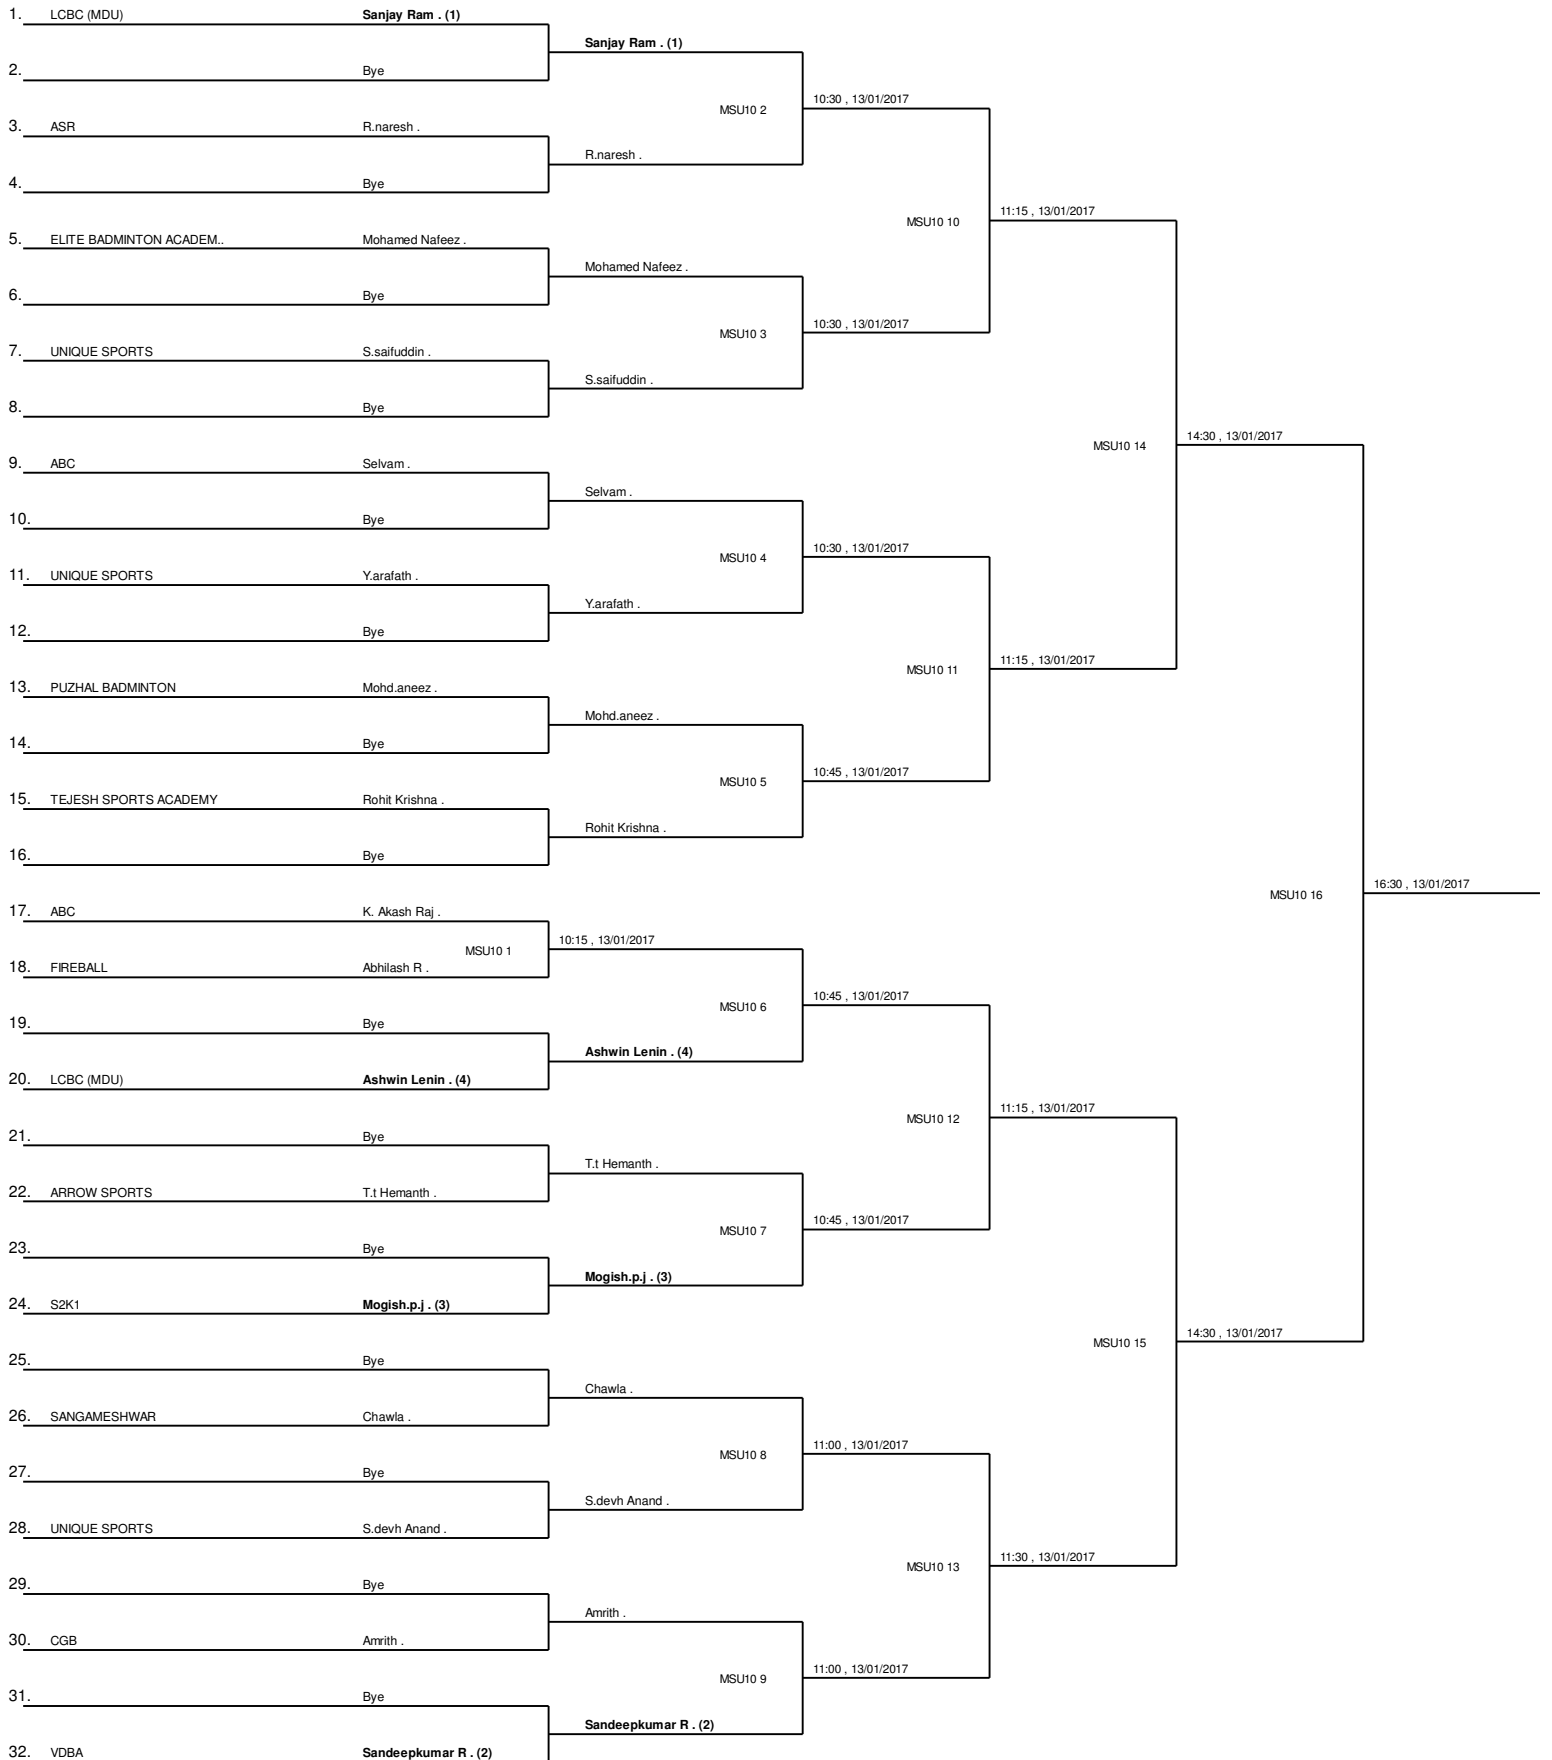 1. LCBC (MDU) Sanjay Ram . (1)
Sanjay Ram . (1)
2. Bye
MSU10 2 10:30 , 13/01/2017
3. ASR R.naresh .
R.naresh .
4. Bye
MSU10 10 11:15 , 13/01/2017
5. ELITE BADMINTON ACADEM.. Mohamed Nafeez .
Mohamed Nafeez .
6. Bye
MSU10 3 10:30 , 13/01/2017
7. UNIQUE SPORTS S.saifuddin .
S.saifuddin .
8. Bye
MSU10 14 14:30 , 13/01/2017
9. ABC Selvam .
Selvam .
10. Bye
MSU10 4 10:30 , 13/01/2017
11. UNIQUE SPORTS Y.arafath .
Y.arafath .
12. Bye
MSU10 11 11:15 , 13/01/2017
13. PUZHAL BADMINTON Mohd.aneez .
Mohd.aneez .
14. Bye
MSU10 5 10:45 , 13/01/2017
15. TEJESH SPORTS ACADEMY Rohit Krishna .
Rohit Krishna .
16. Bye
MSU10 16 16:30 , 13/01/2017
17. ABC K. Akash Raj .
MSU10 1 10:15 , 13/01/2017
18. FIREBALL Abhilash R .
MSU10 6 10:45 , 13/01/2017
19. Bye
Ashwin Lenin . (4)
20. LCBC (MDU) Ashwin Lenin . (4)
MSU10 12 11:15 , 13/01/2017
21. Bye
T.t Hemanth .
22. ARROW SPORTS T.t Hemanth .
MSU10 7 10:45 , 13/01/2017
23. Bye
Mogish.p.j . (3)
24. S2K1 Mogish.p.j . (3)
MSU10 15 14:30 , 13/01/2017
25. Bye
Chawla .
26. SANGAMESHWAR Chawla .
MSU10 8 11:00 , 13/01/2017
27. Bye
S.devh Anand .
28. UNIQUE SPORTS S.devh Anand .
MSU10 13 11:30 , 13/01/2017
29. Bye
Amrith .
30. CGB Amrith .
MSU10 9 11:00 , 13/01/2017
31. Bye
Sandeepkumar R . (2)
32. VDBA Sandeepkumar R . (2)